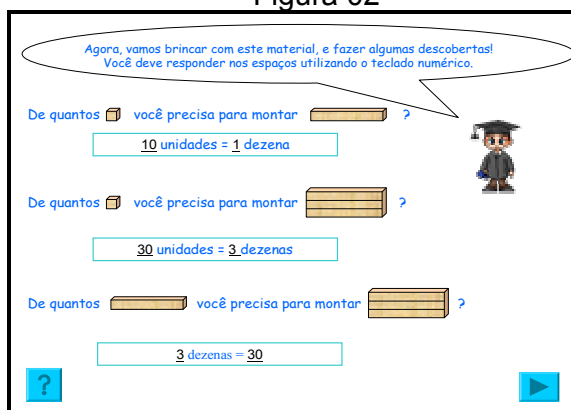 Figura 02
Agora, vamos brincar com este material, e fazer algumas descobertas!
Você deve responder nos espaços utilizando o teclado numérico.
De quantos você precisa para montar ?
10 unidades = 1 dezena
De quantos você precisa para montar ?
30 unidades = 3 dezenas
De quantos você precisa para montar ?
3 dezenas = 30
?